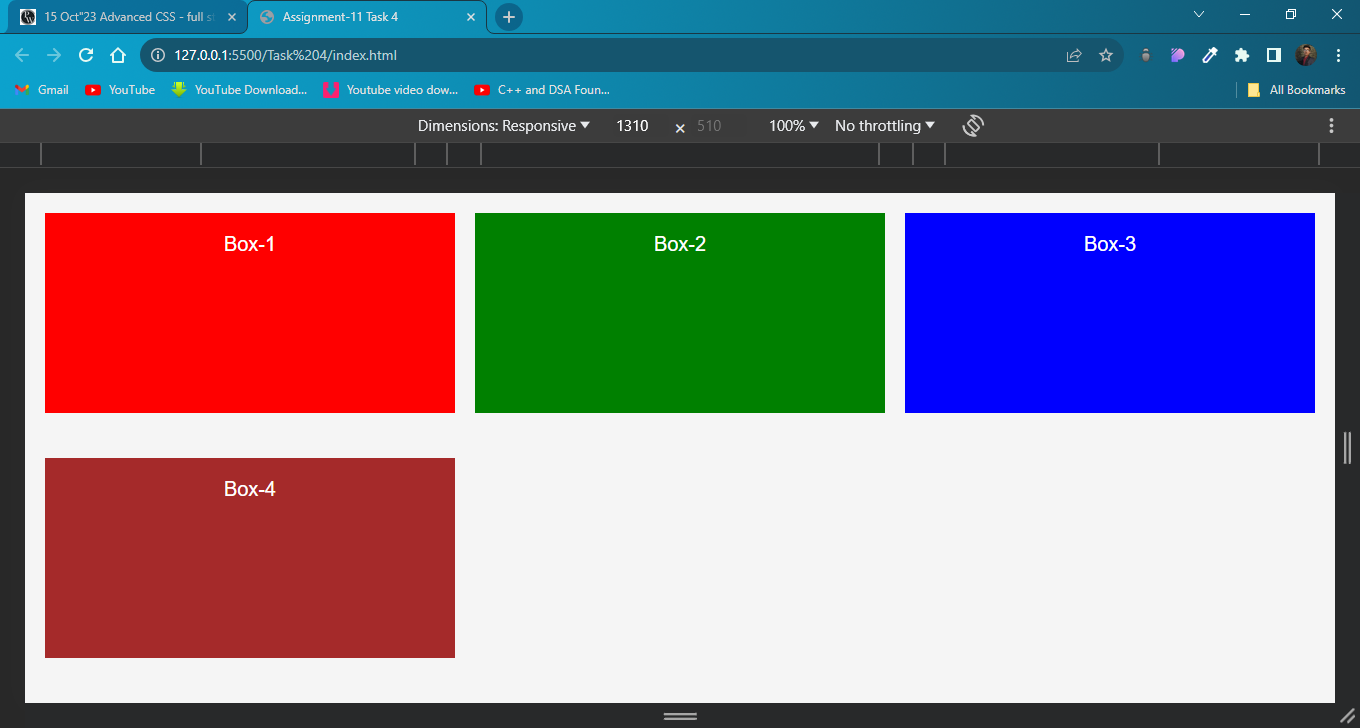 15 Oct"23 Advanced CSS - full st
Assignment-11 Task 4
127.0.0.1:5500/Task%204/index.html
Gmail
YouTube
YouTube Download...
Youtube video dow...
C++ and DSA Foun...
All Bookmarks
Dimensions: Responsive
1310
×
510
100%
No throttling
Box-1
Box-2
Box-3
Box-4